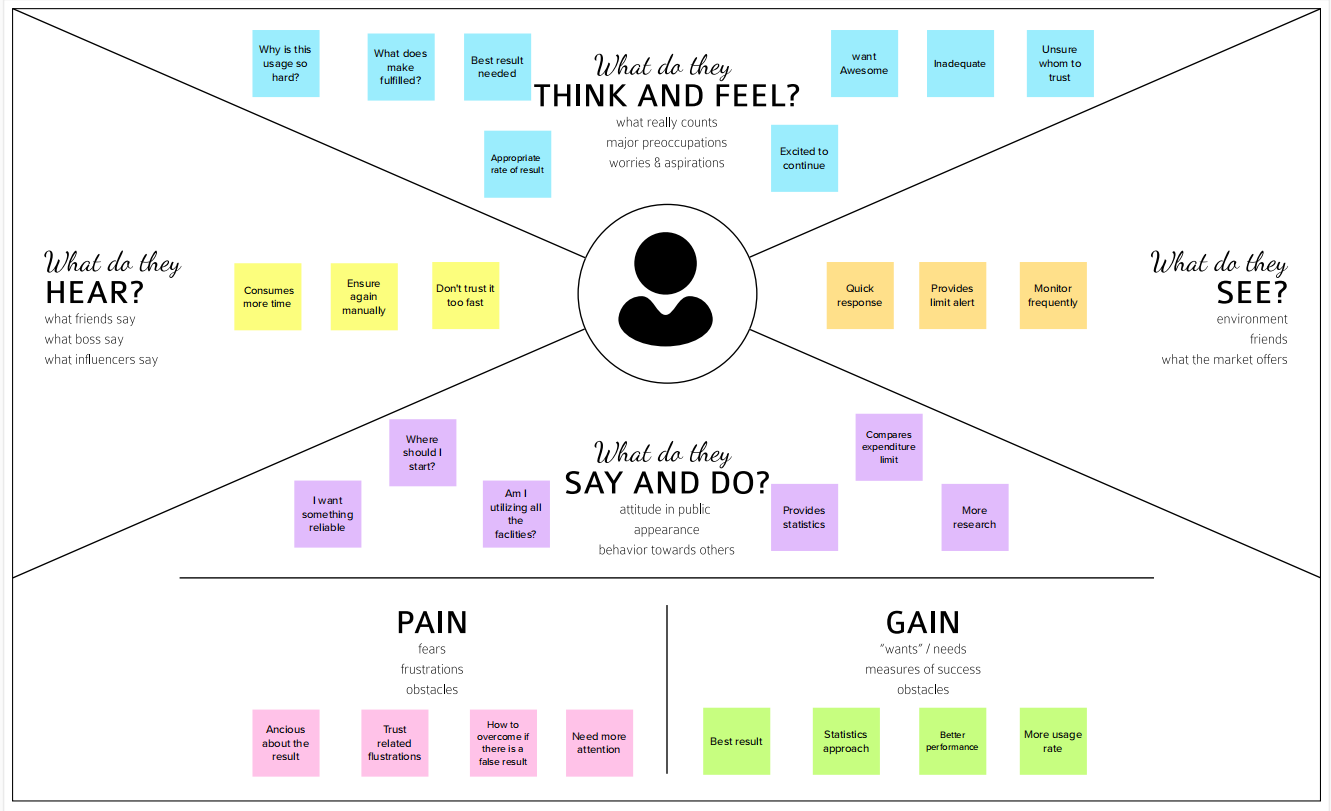 Why is this
usage so
hard?
What does
make
fulfilled?
Best result
needed
Appropriate
rate of result
What do they
THINK AND FEEL?
what really counts
major preoccupations
worries & aspirations
want
Awesome
Inadequate
Unsure
whom to
trust
Excited to
continue
What do they
HEAR?
what friends say
what boss say
what influencers say
Consumes
more time
Ensure
again
manually
Don't trust it
too fast
Quick
response
Provides
limit alert
Monitor
frequently
What do they
SEE?
environment
friends
what the market offers
Where
should I
start?
I want
something
reliable
Am I
utilizing all
the
faclities?
What do they
SAY AND DO?
attitude in public
appearance
behavior towards others
Compares
expenditure
limit
Provides
statistics
More
research
PAIN
fears
frustrations
obstacles
Ancious
about the
result
Trust
related
flustrations
How to
overcome if
there is a
false result
Need more
attention
GAIN
"wants" / needs
measures of success
obstacles
Best result
Statistics
approach
Better
performance
More usage
rate